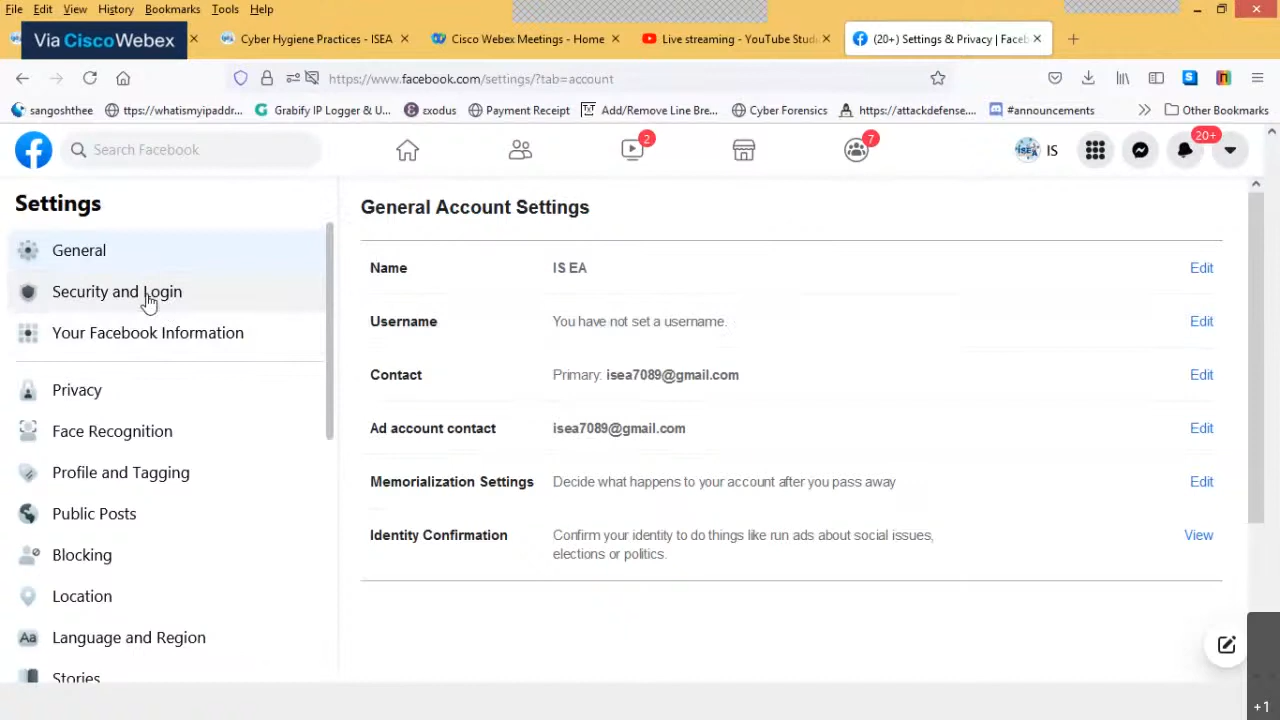 File Edit View History Bookmarks Tools Help
Via CiscoWebex
Cyber Hygiene Practices - ISEA
Cisco Webex Meetings - Home
Live streaming - YouTube Stud
(20+) Settings & Privacy | Faceb
https://www.facebook.com/settings/?tab=account
sangoshthee
ttps://whatismyipaddr...
Grabify IP Logger & U...
exodus
Payment Receipt
Add/Remove Line Bre...
Cyber Forensics
https://attackdefense....
#announcements
Other Bookmarks
Search Facebook
2
7
IS
20+
Settings
General
Security and Login
Your Facebook Information
Privacy
Face Recognition
Profile and Tagging
Public Posts
Blocking
Location
Aa Language and Region
Stories
General Account Settings
Name IS EA Edit
Username You have not set a username. Edit
Contact Primary: isea7089@gmail.com Edit
Ad account contact isea7089@gmail.com Edit
Memorialization Settings Decide what happens to your account after you pass away Edit
Identity Confirmation Confirm your identity to do things like run ads about social issues, View
elections or politics.
+1